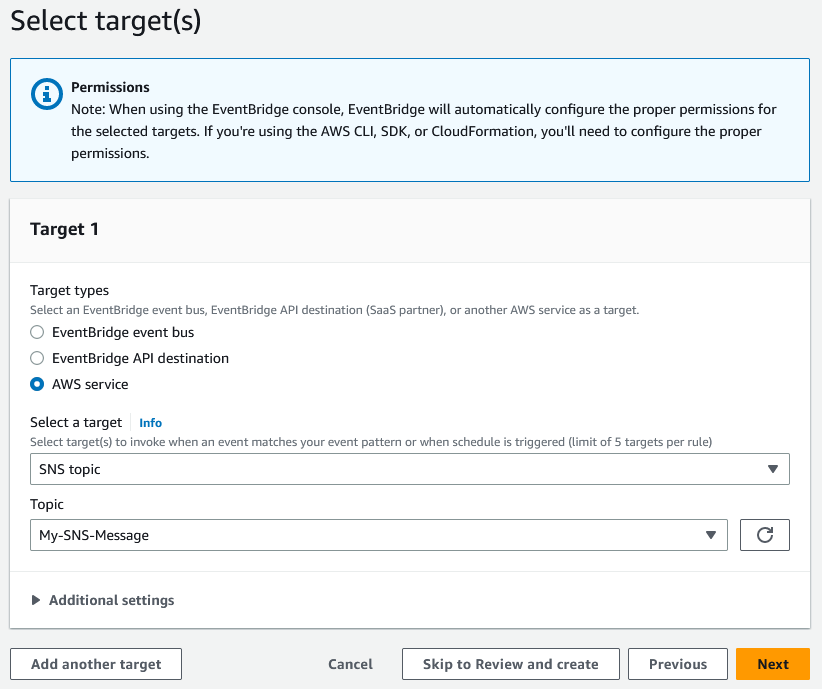 Select target(s)
Permissions
Note: When using the EventBridge console, EventBridge will automatically configure the proper permissions for
the selected targets. If you're using the AWS CLI, SDK, or CloudFormation, you'll need to configure the proper
permissions.
Target 1
Target types
Select an EventBridge event bus, EventBridge API destination (SaaS partner), or another AWS service as a target.
EventBridge event bus
EventBridge API destination
AWS service
Select a target Info
Select target(s) to invoke when an event matches your event pattern or when schedule is triggered (limit of 5 targets per rule)
SNS topic
Topic
My-SNS-Message
Additional settings
Add another target Cancel Skip to Review and create Previous Next